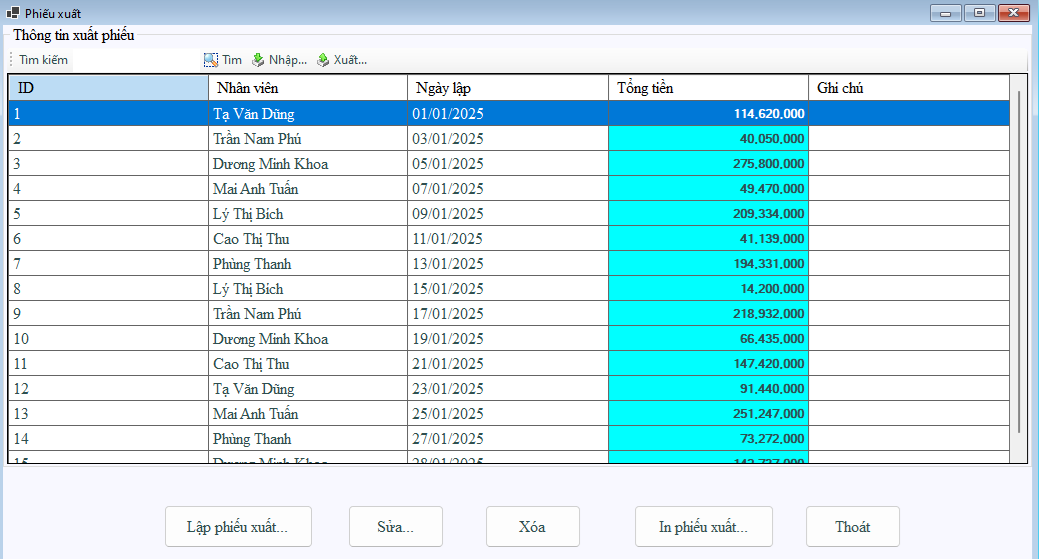 Phiếu xuất
Thông tin xuất phiếu
Tìm kiếm Tìm Nhập... Xuất...
ID Nhân viên Ngày lập Tổng tiền Ghi chú
1 Tạ Văn Dũng 01/01/2025 114,620,000
2 Trần Nam Phú 03/01/2025 40,050,000
3 Dương Minh Khoa 05/01/2025 275,800,000
4 Mai Anh Tuấn 07/01/2025 49,470,000
5 Lý Thị Bích 09/01/2025 209,334,000
6 Cao Thị Thu 11/01/2025 41,139,000
7 Phùng Thanh 13/01/2025 194,331,000
8 Lý Thị Bích 15/01/2025 14,200,000
9 Trần Nam Phú 17/01/2025 218,932,000
10 Dương Minh Khoa 19/01/2025 66,435,000
11 Cao Thị Thu 21/01/2025 147,420,000
12 Tạ Văn Dũng 23/01/2025 91,440,000
13 Mai Anh Tuấn 25/01/2025 251,247,000
14 Phùng Thanh 27/01/2025 73,272,000
15 Dương Minh Khoa
Lập phiếu xuất... Sửa... Xóa In phiếu xuất... Thoát